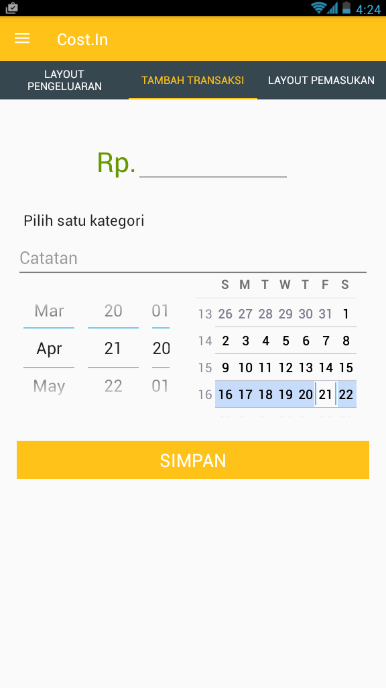 4:24
Cost.In
LAYOUT
PENGELUARAN
TAMBAH TRANSAKSI
LAYOUT PEMASUKAN
Rp.
Pilih satu kategori
Catatan
Mar 20 01
Apr 21 20
May 22 01
S M T W T F S
13 26 27 28 29 30 31 1
14 2 3 4 5 6 7 8
15 9 10 11 12 13 14 15
16 16 17 18 19 20 21 22
SIMPAN